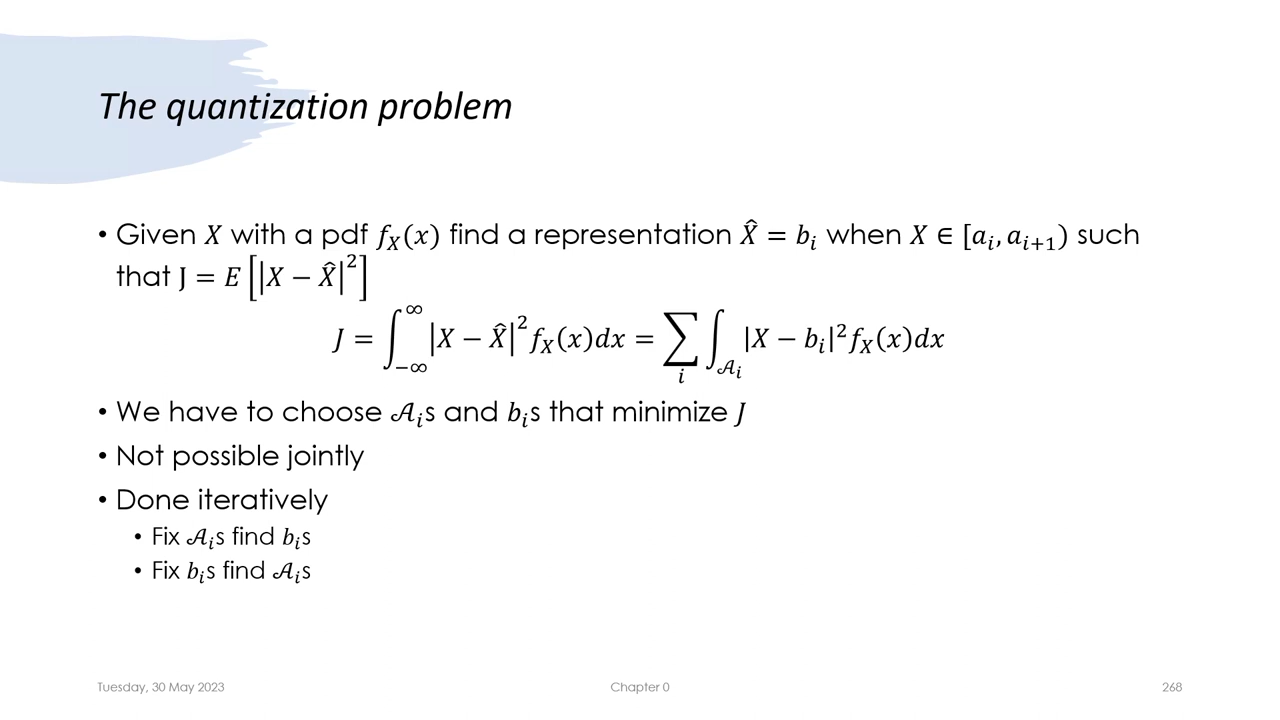 The quantization problem
• Given 𝑋 with a pdf 𝑓_𝑋(𝑥) find a representation 𝑋̂ = 𝑏_𝑖 when 𝑋 ∈ [𝑎_𝑖, 𝑎_{𝑖+1}) such
that J = 𝐸[|𝑋 − 𝑋̂|²]
𝐽 = ∫_{−∞}^{∞} |𝑋 − 𝑋̂|² 𝑓_𝑋(𝑥)𝑑𝑥 = ∑_𝑖 ∫_{𝒜_𝑖} |𝑋 − 𝑏_𝑖|² 𝑓_𝑋(𝑥)𝑑𝑥
• We have to choose 𝒜_𝑖s and 𝑏_𝑖s that minimize 𝐽
• Not possible jointly
• Done iteratively
• Fix 𝒜_𝑖s find 𝑏_𝑖s
• Fix 𝑏_𝑖s find 𝒜_𝑖s
Tuesday, 30 May 2023 Chapter 0 268